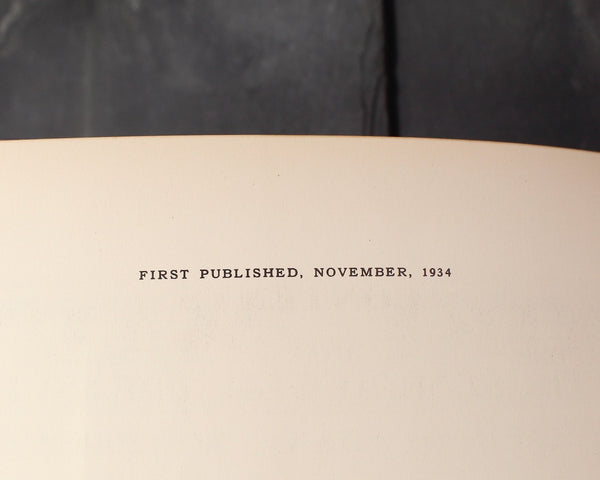 FIRST PUBLISHED, NOVEMBER, 1934